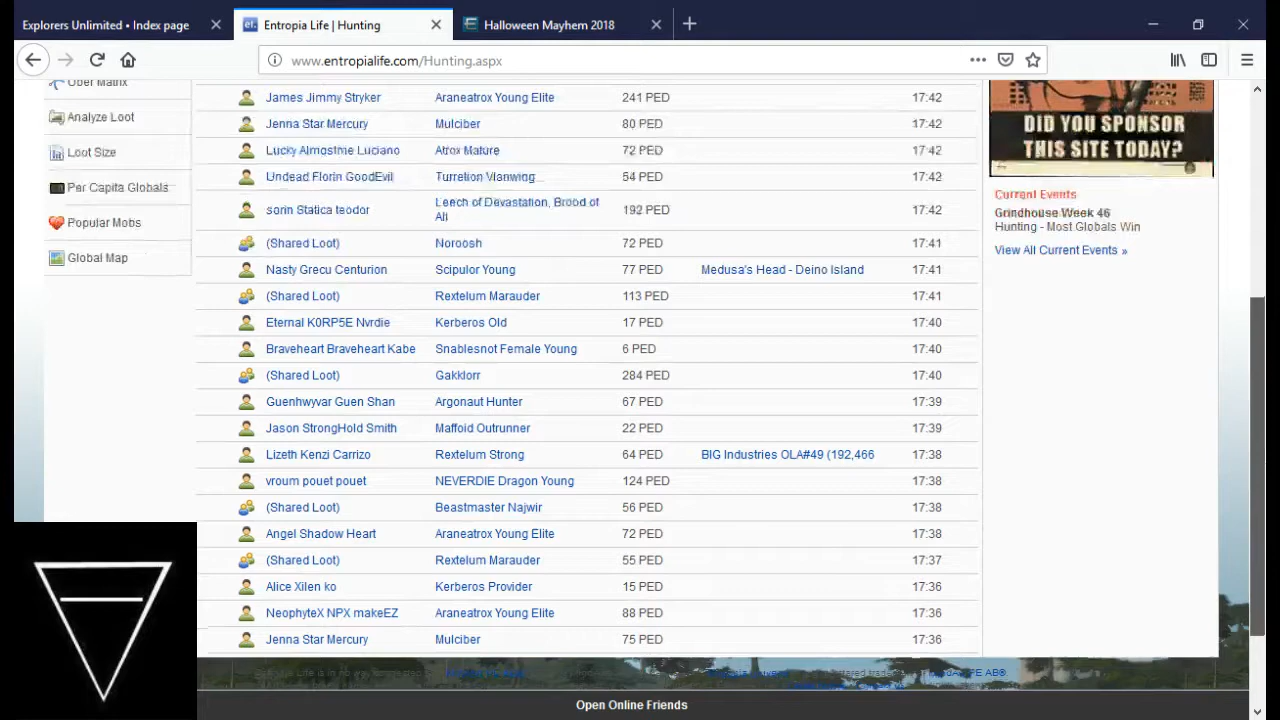 Explorers Unlimited • Index page
Entropia Life | Hunting
Halloween Mayhem 2018
www.entropialife.com/Hunting.aspx
Uber Matrix
Analyze Loot
Loot Size
Per Capita Globals
Popular Mobs
Global Map
James Jimmy Stryker Araneatrox Young Elite 241 PED 17:42
Jenna Star Mercury Mulciber 80 PED 17:42
Lucky Almostme Luciano Atrox Mature 72 PED 17:42
Undead Florin GoodEvil Turretion 54 PED 17:42
sorin Statica teodor Leech of Devastation, Brood of
Ali 192 PED 17:42
(Shared Loot) Noroosh 72 PED 17:41
Nasty Grecu Centurion Scipulor Young 77 PED Medusa's Head - Deino Island 17:41
(Shared Loot) Rextelum Marauder 113 PED 17:41
Eternal K0RP5E Nvrdie Kerberos Old 17 PED 17:40
Braveheart Braveheart Kabe Snablesnot Female Young 6 PED 17:40
(Shared Loot) Gakklorr 284 PED 17:40
Guenhwyvar Guen Shan Argonaut Hunter 67 PED 17:39
Jason StrongHold Smith Maffoid Outrunner 22 PED 17:39
Lizeth Kenzi Carrizo Rextelum Strong 64 PED BIG Industries OLA#49 (192,466 17:38
vroum pouet pouet NEVERDIE Dragon Young 124 PED 17:38
(Shared Loot) Beastmaster Najwir 56 PED 17:38
Angel Shadow Heart Araneatrox Young Elite 72 PED 17:38
(Shared Loot) Rextelum Marauder 55 PED 17:37
Alice Xilen ko Kerberos Provider 15 PED 17:36
NeophyteX NPX makeEZ Araneatrox Young Elite 88 PED 17:36
Jenna Star Mercury Mulciber 75 PED 17:36
DID YOU SPONSOR
THIS SITE TODAY?
Current Events
Grindhouse Week 46
Hunting - Most Globals Win
View All Current Events »
Open Online Friends